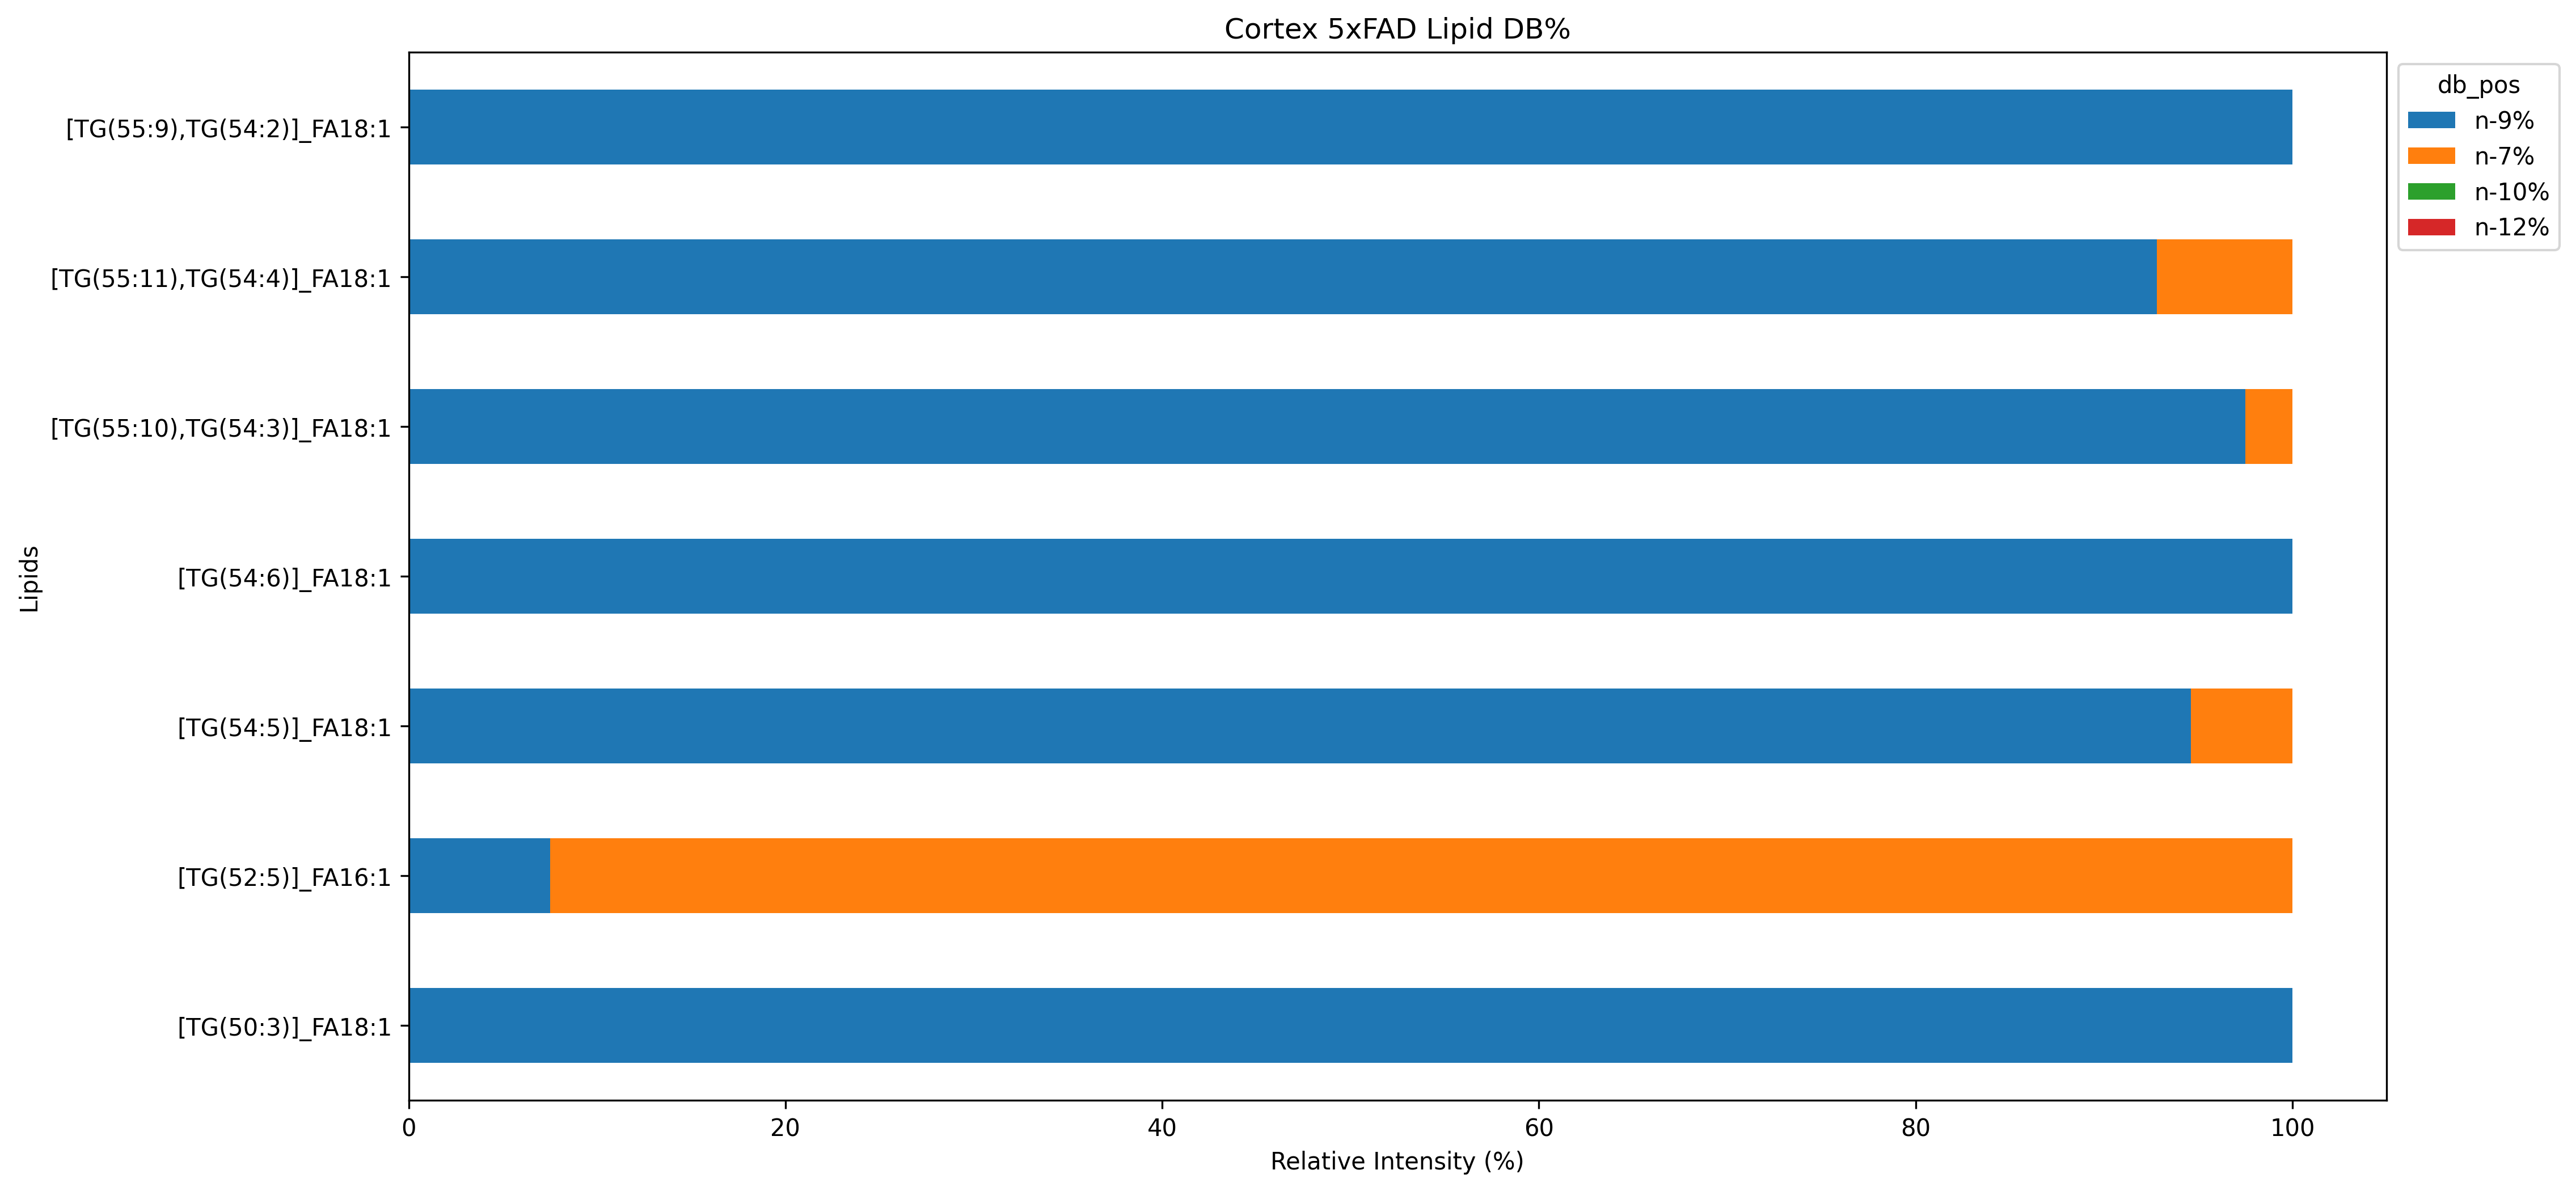 Cortex 5xFAD Lipid DB%
db_pos
n-9%
n-7%
n-10%
n-12%
Lipids
[TG(55:9),TG(54:2)]_FA18:1
[TG(55:11),TG(54:4)]_FA18:1
[TG(55:10),TG(54:3)]_FA18:1
[TG(54:6)]_FA18:1
[TG(54:5)]_FA18:1
[TG(52:5)]_FA16:1
[TG(50:3)]_FA18:1
0 20 40 60 80 100
Relative Intensity (%)